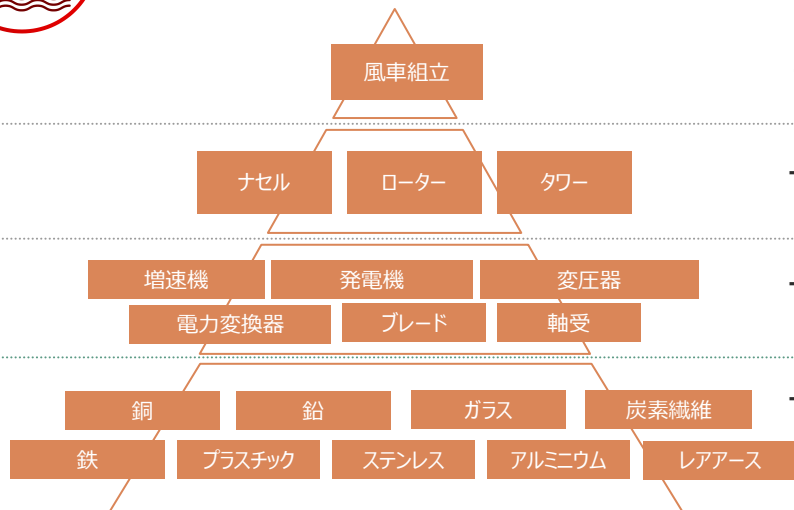 風車組立
ナセル ローター タワー
増速機 発電機 変圧器
電力変換器 ブレード 軸受
銅 鉛 ガラス 炭素繊維
鉄 プラスチック ステンレス アルミニウム レアアース